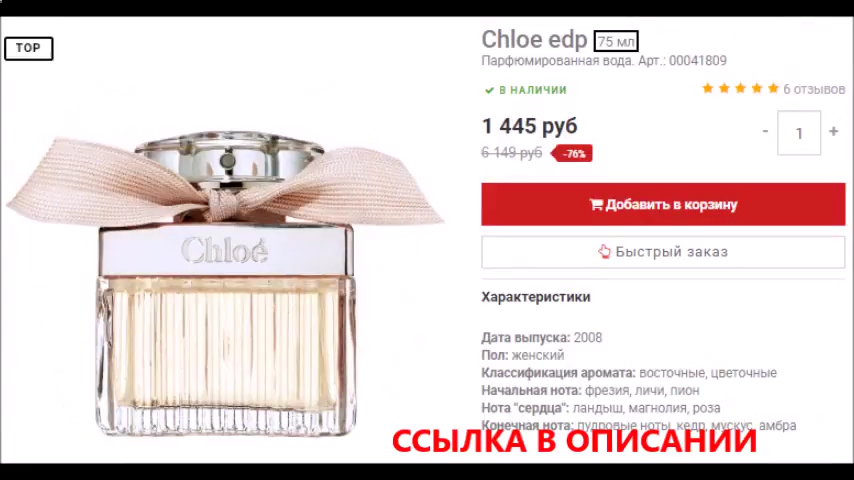 TOP
Chloé
Chloe edp 75 мл
Парфюмированная вода. Арт.: 00041809
В НАЛИЧИИ
6 отзывов
1 445 руб
- 1 +
6 149 руб -76%
Добавить в корзину
Быстрый заказ
Характеристики
Дата выпуска: 2008
Пол: женский
Классификация аромата: восточные, цветочные
Начальная нота: фрезия, личи, пион
Нота "сердца": ландыш, магнолия, роза
Конечная нота: пудровые ноты, кедр, мускус, амбра
ССЫЛКА В ОПИСАНИИ